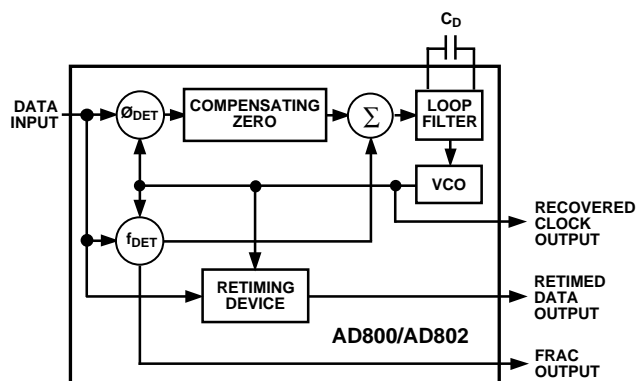 C_D
DATA
INPUT
Ø_DET
COMPENSATING
ZERO
Σ
LOOP
FILTER
VCO
RECOVERED
CLOCK
OUTPUT
f_DET
RETIMING
DEVICE
RETIMED
DATA
OUTPUT
AD800/AD802
FRAC
OUTPUT